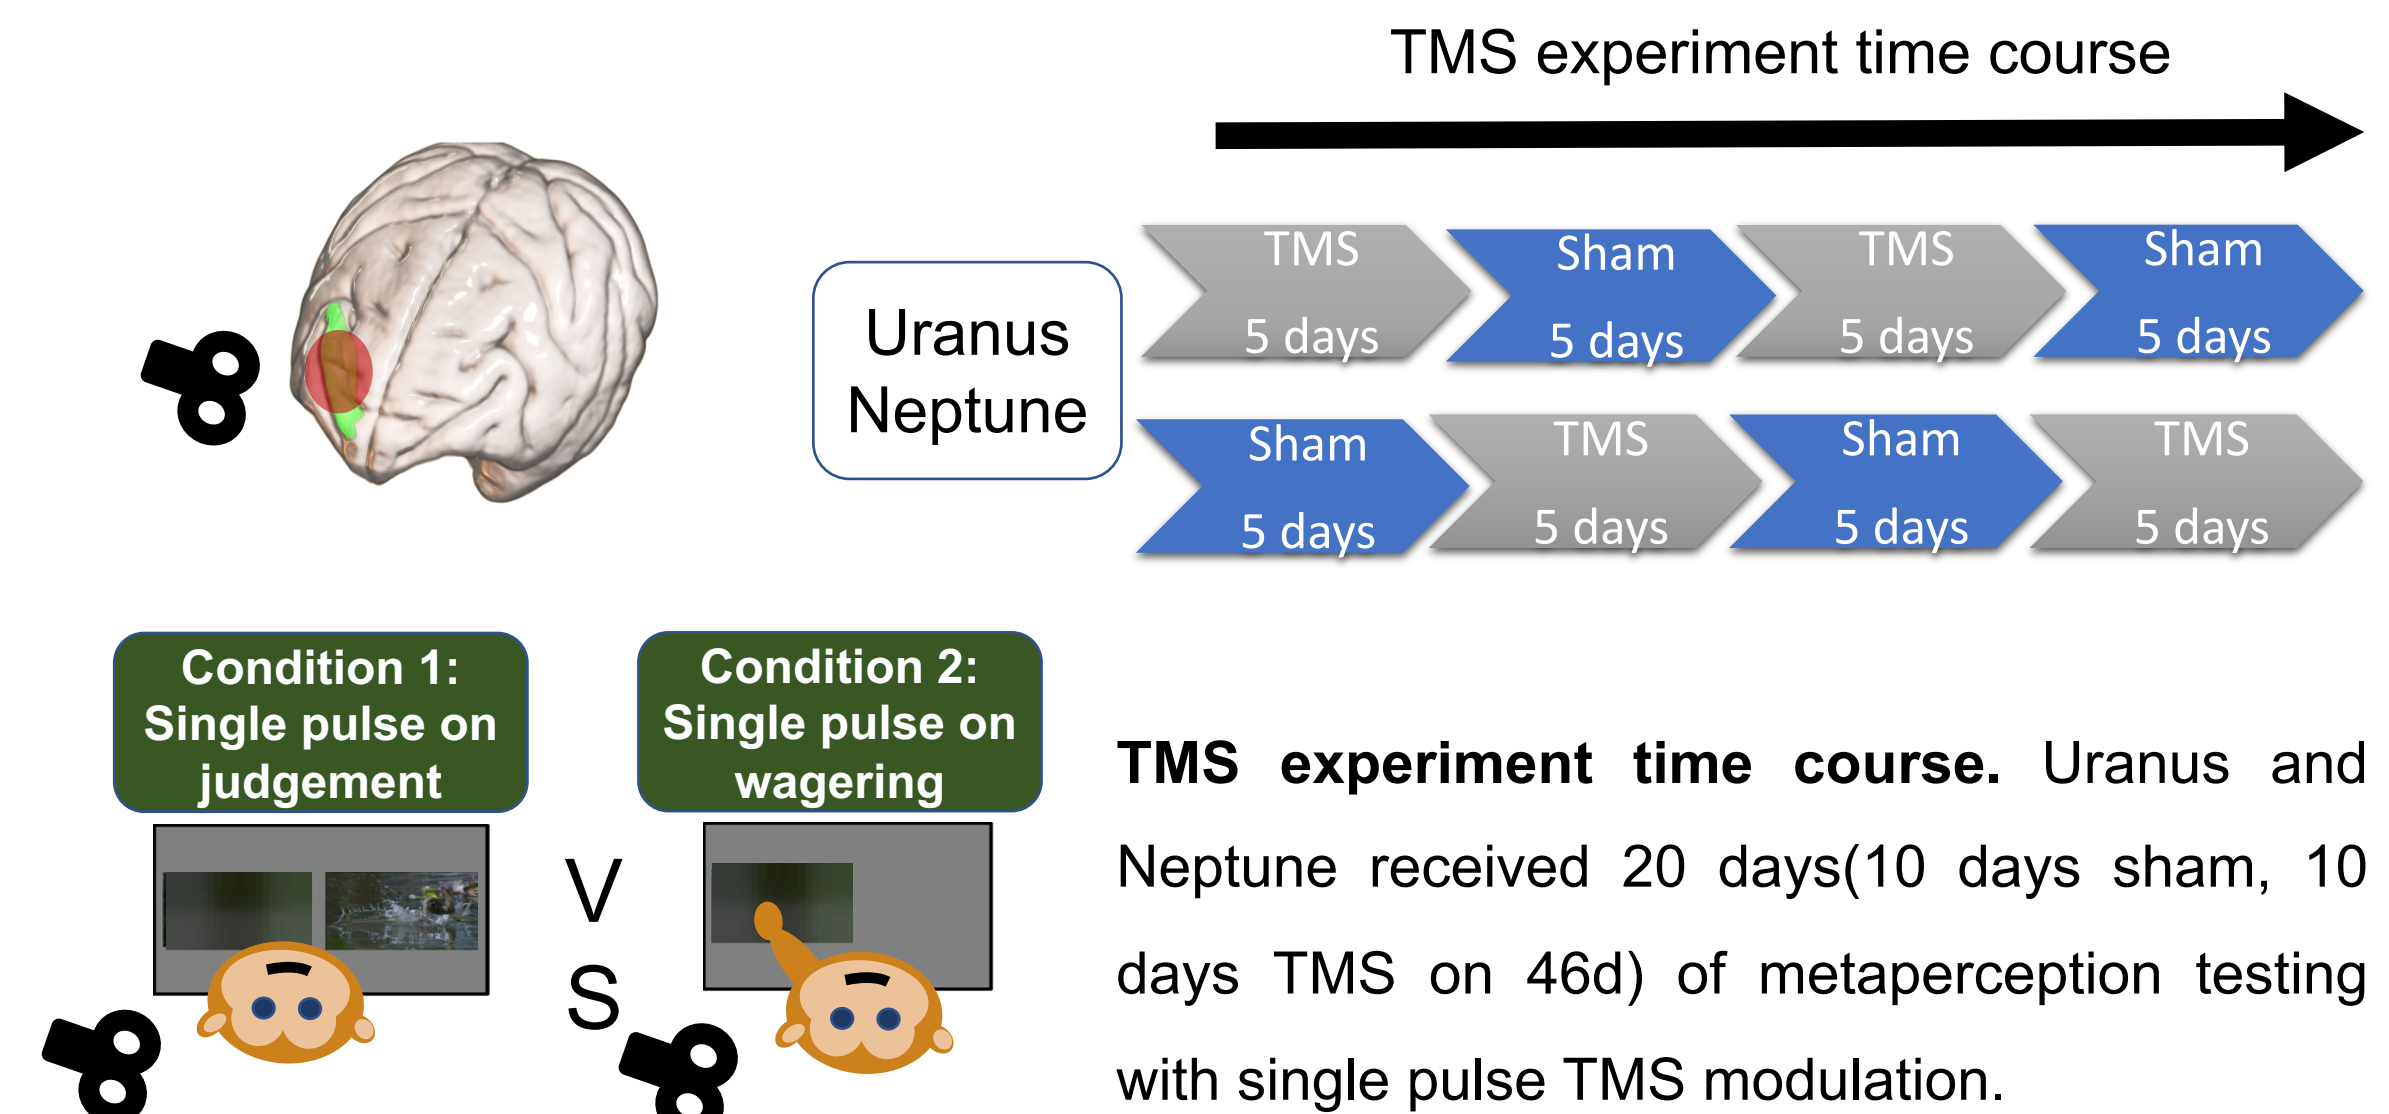 TMS experiment time course
Uranus
Neptune
TMS
5 days
Sham
5 days
TMS
5 days
Sham
5 days
Sham
5 days
TMS
5 days
Sham
5 days
TMS
5 days
Condition 1:
Single pulse on
judgement
V
S
Condition 2:
Single pulse on
wagering
TMS experiment time course. Uranus and
Neptune received 20 days(10 days sham, 10
days TMS on 46d) of metaperception testing
with single pulse TMS modulation.